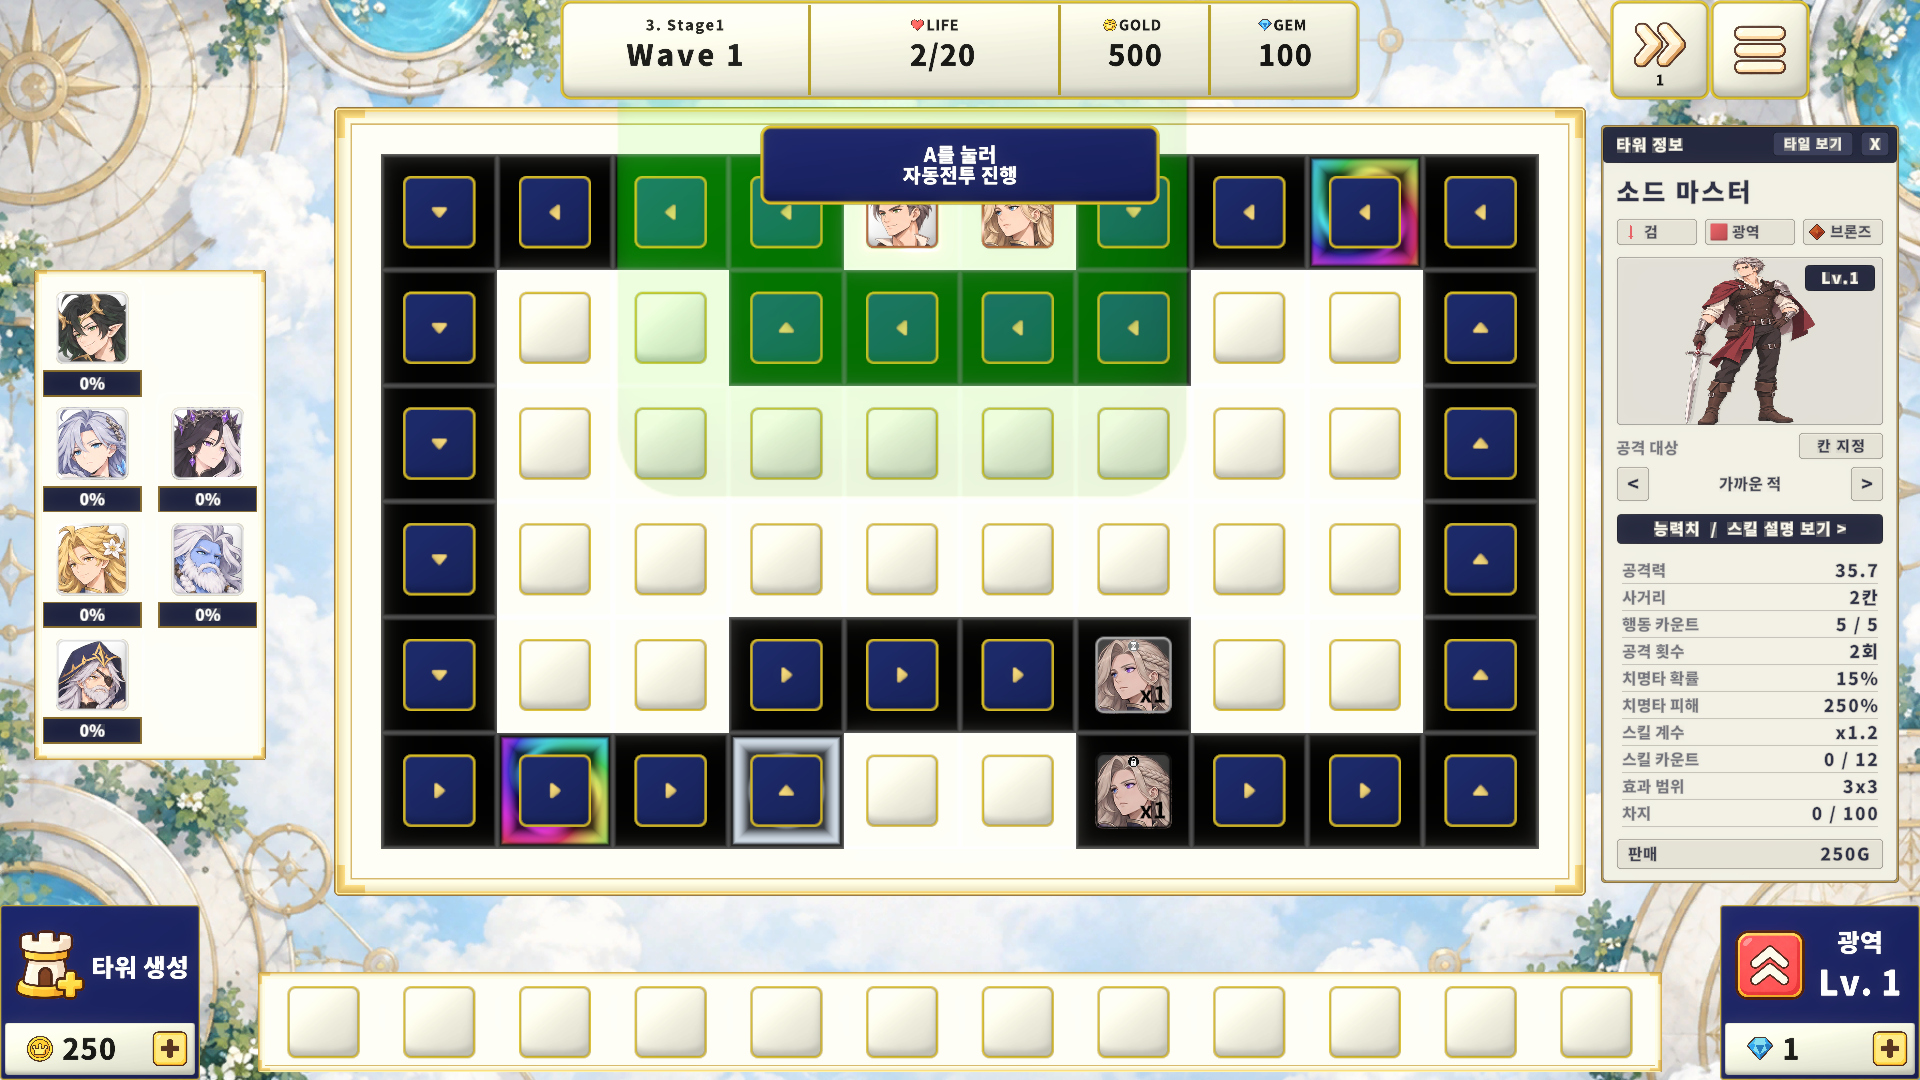 3. Stage1
Wave 1
LIFE
2/20
GOLD
500
GEM
100
1
A를 눌러
자동전투 진행
0%
0%
0%
0%
0%
0%
x1
x1
타워 정보
타일 보기
X
소드 마스터
검
광역
브론즈
Lv.1
공격 대상
칸 지정
<
가까운 적
>
능력치 / 스킬 설명 보기 >
공격력 35.7
사거리 2칸
행동 카운트 5 / 5
공격 횟수 2회
치명타 확률 15%
치명타 피해 250%
스킬 계수 x1.2
스킬 카운트 0 / 12
효과 범위 3x3
차지 0 / 100
판매 250G
타워 생성
250
광역
Lv. 1
1